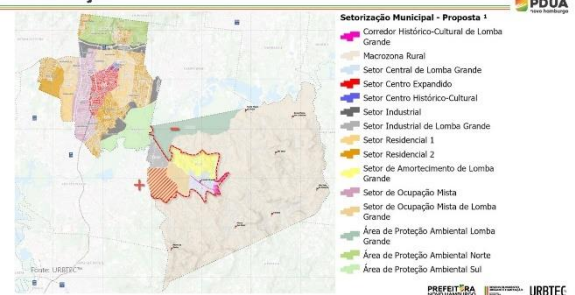 PDUA
novo hamburgo
Setorização Municipal - Proposta ¹
Corredor Histórico-Cultural de Lomba
Grande
Macrozona Rural
Setor Central de Lomba Grande
Setor Centro Expandido
Setor Centro Histórico-Cultural
Setor Industrial
Setor Industrial de Lomba Grande
Setor Residencial 1
Setor Residencial 2
Setor de Amortecimento de Lomba
Grande
Setor de Ocupação Mista
Setor de Ocupação Mista de Lomba
Grande
Área de Proteção Ambiental Lomba
Grande
Área de Proteção Ambiental Norte
Área de Proteção Ambiental Sul
Fonte: URBTEC™
PREFEITURA
NOVO HAMBURGO
URBTEC